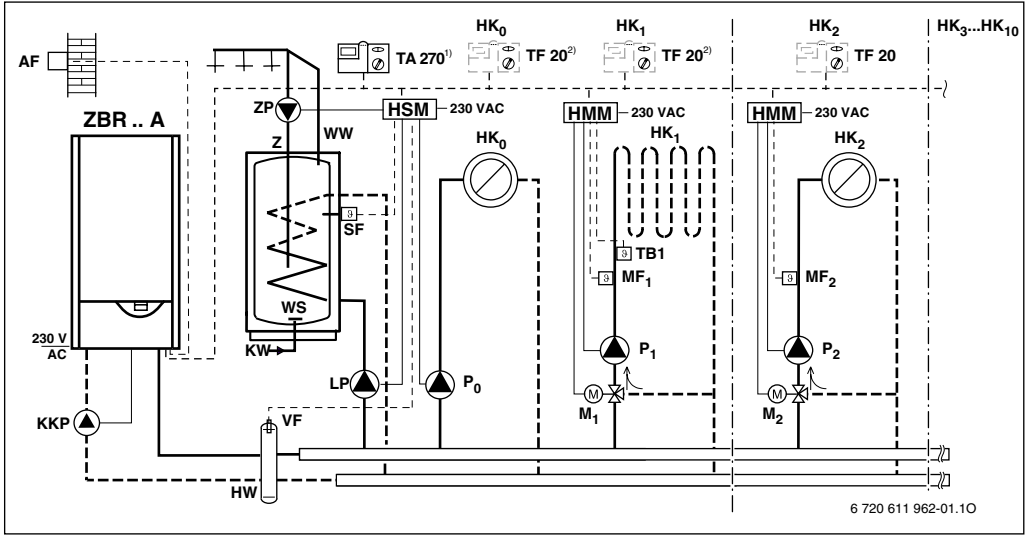 HK0
HK1
HK2
HK3...HK10
AF
TA 270¹⁾
TF 20²⁾
TF 20²⁾
TF 20
ZBR .. A
ZP
HSM
230 VAC
HMM
230 VAC
HMM
230 VAC
WW
Z
HK0
HK1
HK2
SF
TB1
MF1
MF2
WS
230 V
AC
KW
P1
P2
LP
P0
M
M1
M
M2
KKP
VF
HW
ϑ
ϑ
ϑ
ϑ
6 720 611 962-01.1O